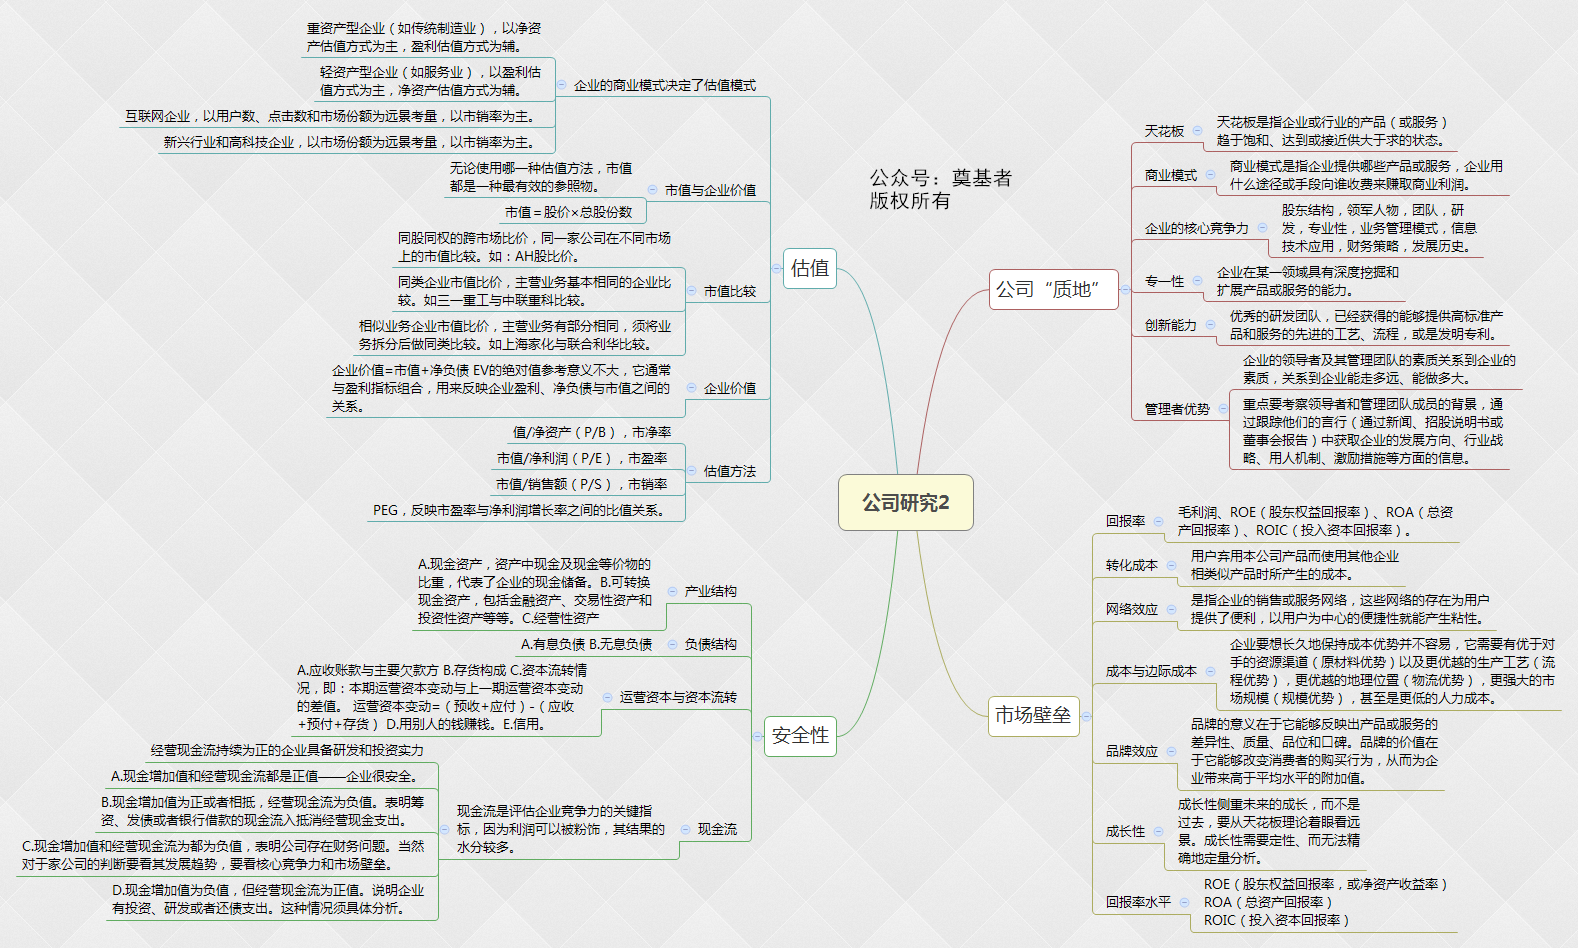 公司研究2
公众号：奠基者
版权所有
公司“质地”
天花板
天花板是指企业或行业的产品（或服务）
趋于饱和、达到或接近供大于求的状态。
商业模式
商业模式是指企业提供哪些产品或服务，企业用
什么途径或手段向谁收费来赚取商业利润。
企业的核心竞争力
股东结构，领军人物，团队，研
发，专业性，业务管理模式，信息
技术应用，财务策略，发展历史。
专一性
企业在某一领域具有深度挖掘和
扩展产品或服务的能力。
创新能力
优秀的研发团队，已经获得的能够提供高标准产
品和服务的先进的工艺、流程，或是发明专利。
管理者优势
企业的领导者及其管理团队的素质关系到企业的
素质，关系到企业能走多远、能做多大。
重点要考察领导者和管理团队成员的背景，通
过跟踪他们的言行（通过新闻、招股说明书或
董事会报告）中获取企业的发展方向、行业战
略、用人机制、激励措施等方面的信息。
市场壁垒
回报率
毛利润、ROE（股东权益回报率）、ROA（总资
产回报率）、ROIC（投入资本回报率）。
转化成本
用户弃用本公司产品而使用其他企业
相类似产品时所产生的成本。
网络效应
是指企业的销售或服务网络，这些网络的存在为用户
提供了便利，以用户为中心的便捷性就能产生粘性。
成本与边际成本
企业要想长久地保持成本优势并不容易，它需要有优于对
手的资源渠道（原材料优势）以及更优越的生产工艺（流
程优势），更优越的地理位置（物流优势），更强大的市
场规模（规模优势），甚至是更低的人力成本。
品牌效应
品牌的意义在于它能够反映出产品或服务的
差异性、质量、品位和口碑。品牌的价值在
于它能够改变消费者的购买行为，从而为企
业带来高于平均水平的附加值。
成长性
成长性侧重未来的成长，而不是
过去，要从天花板理论着眼看远
景。成长性需要定性、而无法精
确地定量分析。
回报率水平
ROE（股东权益回报率，或净资产收益率）
ROA（总资产回报率）
ROIC（投入资本回报率）
估值
企业的商业模式决定了估值模式
重资产型企业（如传统制造业），以净资
产估值方式为主，盈利估值方式为辅。
轻资产型企业（如服务业），以盈利估
值方式为主，净资产估值方式为辅。
互联网企业，以用户数、点击数和市场份额为远景考量，以市销率为主。
新兴行业和高科技企业，以市场份额为远景考量，以市销率为主。
市值与企业价值
无论使用哪一种估值方法，市值
都是一种最有效的参照物。
市值＝股价×总股份数
市值比较
同股同权的跨市场比价，同一家公司在不同市场
上的市值比较。如：AH股比价。
同类企业市值比价，主营业务基本相同的企业比
较。如三一重工与中联重科比较。
相似业务企业市值比价，主营业务有部分相同，须将业
务拆分后做同类比较。如上海家化与联合利华比较。
企业价值
企业价值=市值+净负债 EV的绝对值参考意义不大，它通常
与盈利指标组合，用来反映企业盈利、净负债与市值之间的
关系。
估值方法
值/净资产（P/B），市净率
市值/净利润（P/E），市盈率
市值/销售额（P/S），市销率
PEG，反映市盈率与净利润增长率之间的比值关系。
安全性
产业结构
A.现金资产，资产中现金及现金等价物的
比重，代表了企业的现金储备。B.可转换
现金资产，包括金融资产、交易性资产和
投资性资产等等。C.经营性资产
负债结构
A.有息负债 B.无息负债
运营资本与资本流转
A.应收账款与主要欠款方 B.存货构成 C.资本流转情
况，即：本期运营资本变动与上一期运营资本变动
的差值。 运营资本变动=（预收+应付）-（应收
+预付+存货） D.用别人的钱赚钱。E.信用。
现金流
现金流是评估企业竞争力的关键指
标，因为利润可以被粉饰，其结果的
水分较多。
经营现金流持续为正的企业具备研发和投资实力
A.现金增加值和经营现金流都是正值——企业很安全。
B.现金增加值为正或者相抵，经营现金流为负值。表明筹
资、发债或者银行借款的现金流入抵消经营现金支出。
C.现金增加值和经营现金流为都为负值，表明公司存在财务问题。当然
对于家公司的判断要看其发展趋势，要看核心竞争力和市场壁垒。
D.现金增加值为负值，但经营现金流为正值。说明企业
有投资、研发或者还债支出。这种情况须具体分析。